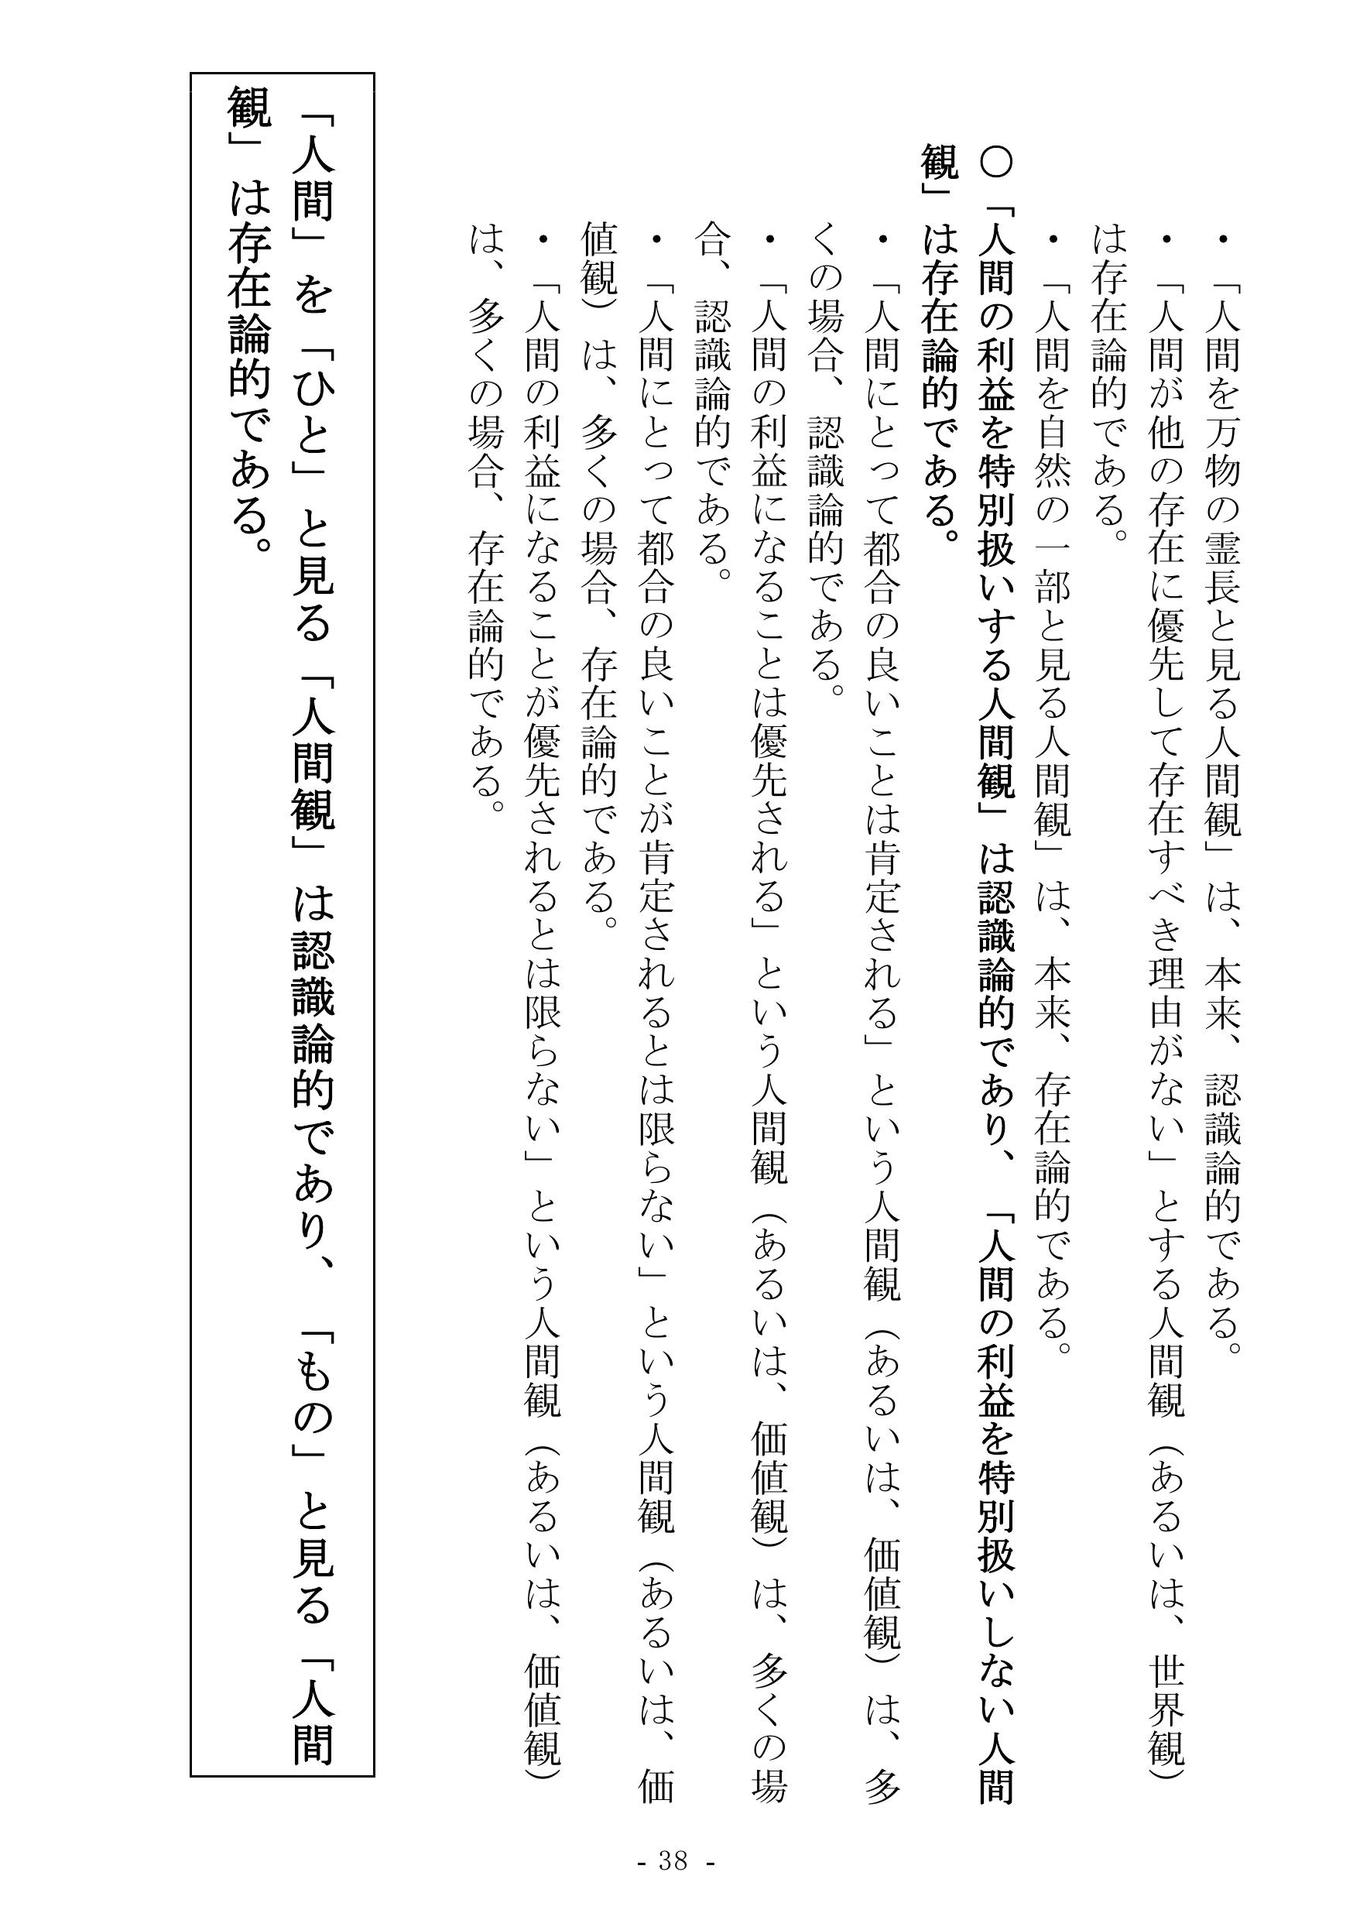 ・「人間を万物の霊長と見る人間観」は、本来、認識論的である。
・「人間が他の存在に優先して存在すべき理由がない」とする人間観（あるいは、世界観）
は存在論的である。
・「人間を自然の一部と見る人間観」は、本来、存在論的である。
○「人間の利益を特別扱いする人間観」は認識論的であり、「人間の利益を特別扱いしない人間
観」は存在論的である。
・「人間にとって都合の良いことは肯定される」という人間観（あるいは、価値観）は、多
くの場合、認識論的である。
・「人間の利益になることは優先される」という人間観（あるいは、価値観）は、多くの場
合、認識論的である。
・「人間にとって都合の良いことが肯定されるとは限らない」という人間観（あるいは、価
値観）は、多くの場合、存在論的である。
・「人間の利益になることが優先されるとは限らない」という人間観（あるいは、価値観）
は、多くの場合、存在論的である。
「人間」を「ひと」と見る「人間観」は認識論的であり、「もの」と見る「人間
観」は存在論的である。
- 38 -